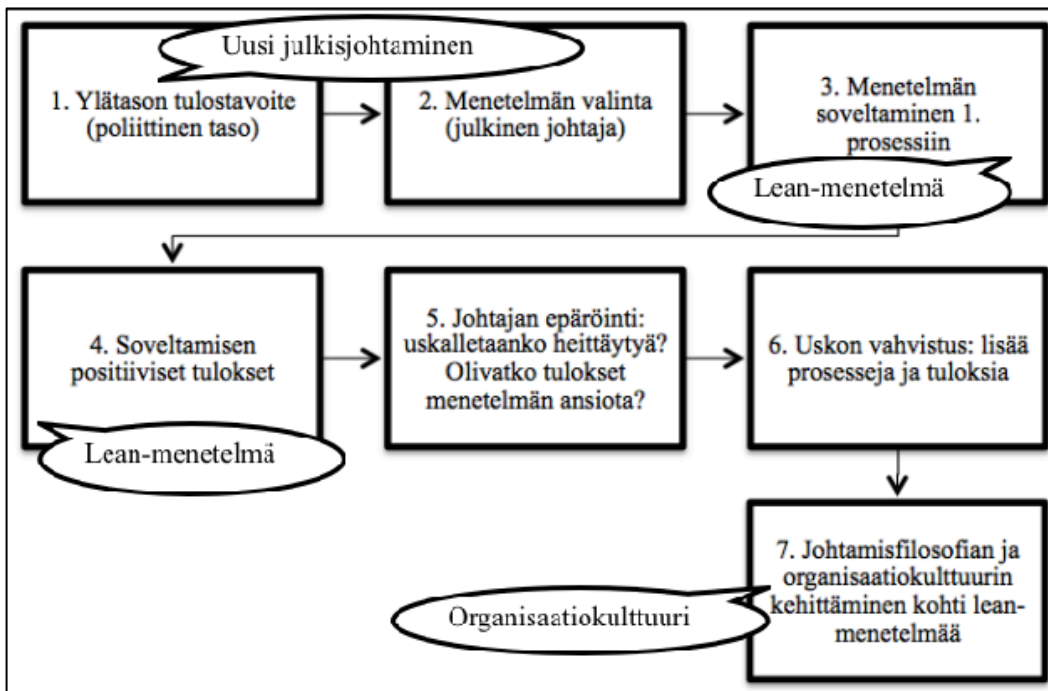 Uusi julkisjohtaminen
1. Ylätason tulostavoite
(poliittinen taso)
2. Menetelmän valinta
(julkinen johtaja)
3. Menetelmän
soveltaminen 1.
prosessiin
Lean-menetelmä
4. Soveltamisen
positiiviset tulokset
Lean-menetelmä
5. Johtajan epäröinti:
uskalletaanko heittäytyä?
Olivatko tulokset
menetelmän ansiota?
6. Uskon vahvistus: lisää
prosesseja ja tuloksia
7. Johtamisfilosofian ja
organisaatiokulttuurin
kehittäminen kohti lean-
menetelmää
Organisaatiokulttuuri